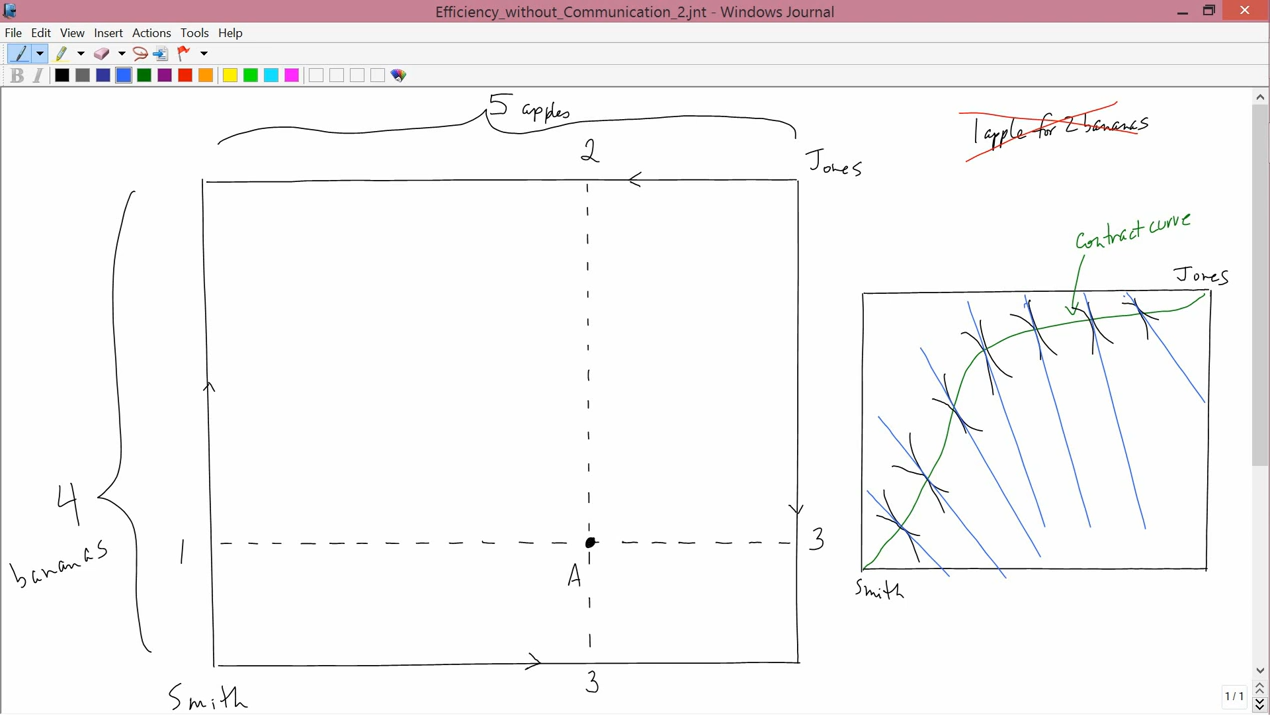 Efficiency_without_Communication_2.jnt - Windows Journal
File Edit View Insert Actions Tools Help
B I
5 apples
1 apple for 2 bananas
2
Jones
contract curve
Jones
4
bananas
1
3
A
Smith
3
Smith
1 / 1